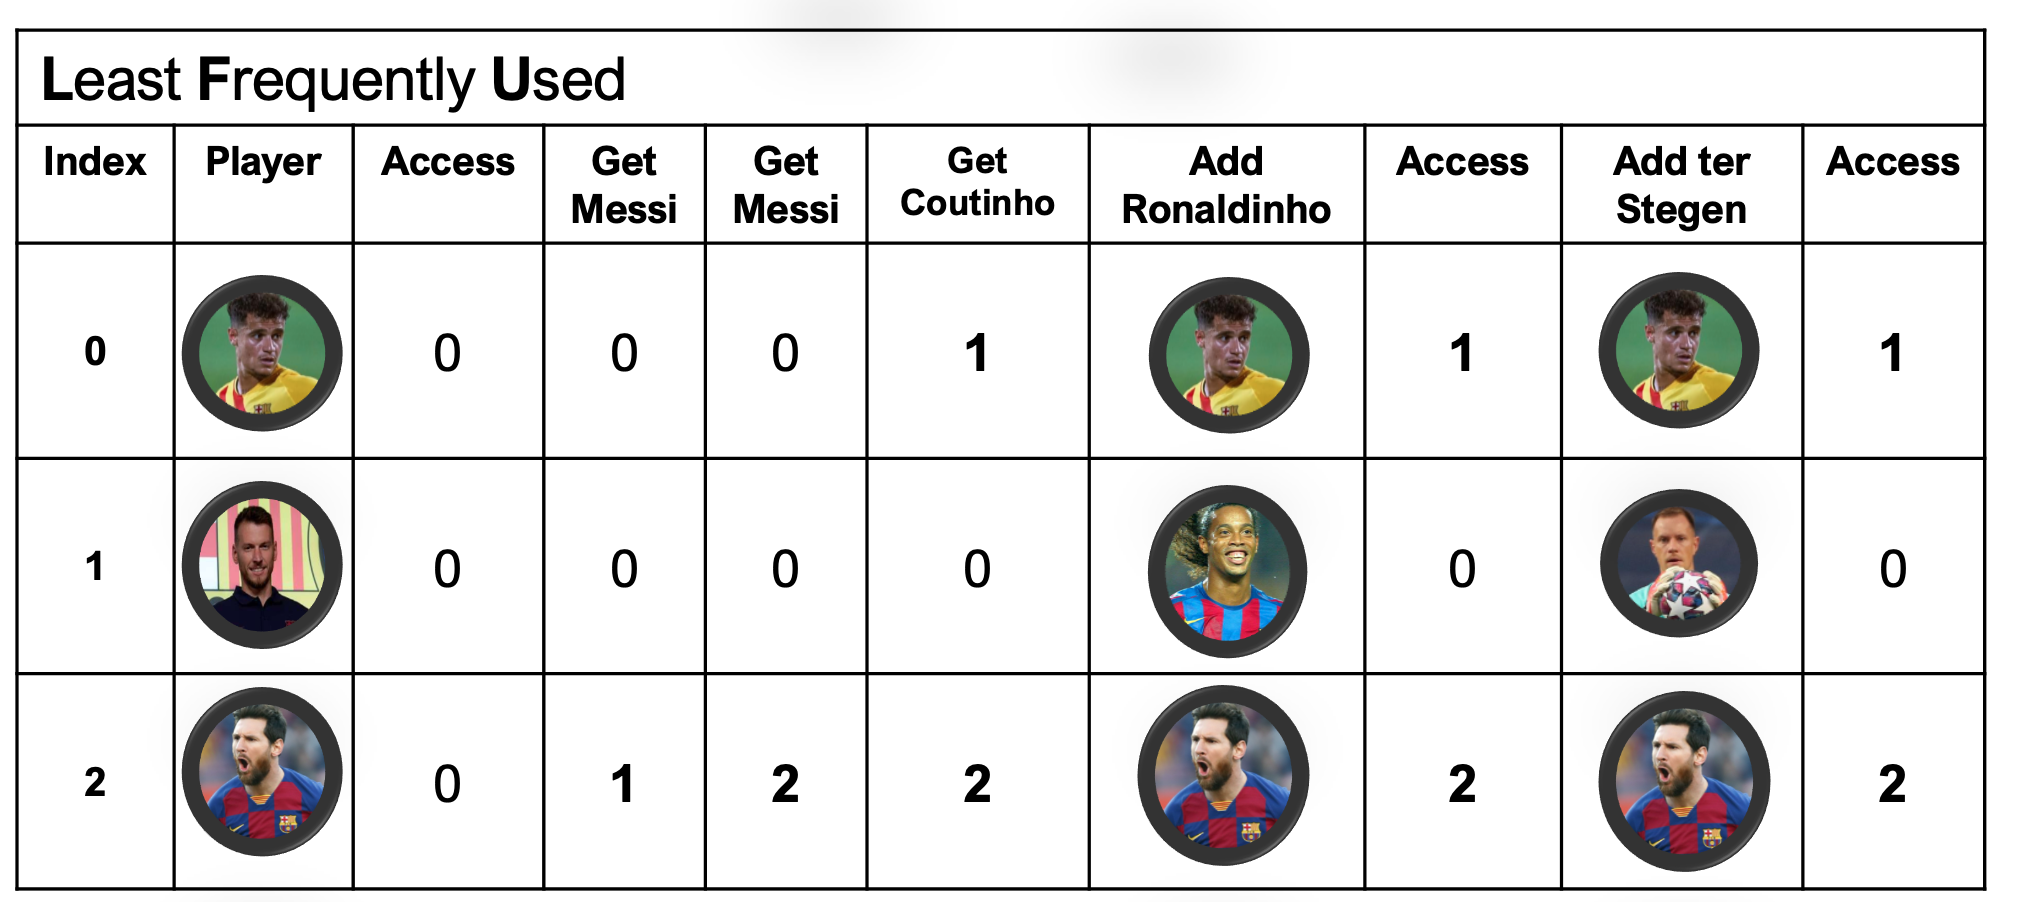 Least Frequently Used
Index Player Access Get Messi Get Messi Get Coutinho Add Ronaldinho Access Add ter Stegen Access
0 0 0 0 1 1 1
1 0 0 0 0 0 0
2 0 1 2 2 2 2